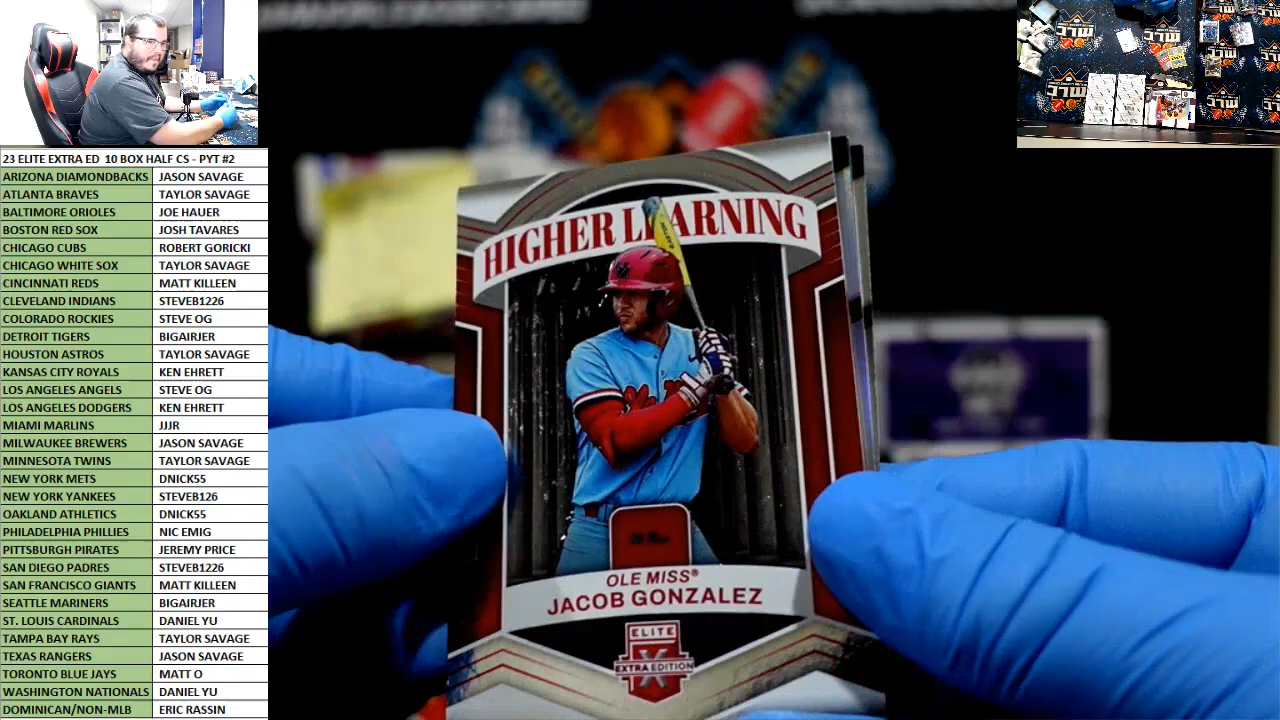 23 ELITE EXTRA ED 10 BOX HALF CS - PYT #2
ARIZONA DIAMONDBACKS JASON SAVAGE
ATLANTA BRAVES TAYLOR SAVAGE
BALTIMORE ORIOLES JOE HAUER
BOSTON RED SOX JOSH TAVARES
CHICAGO CUBS ROBERT GORICKI
CHICAGO WHITE SOX TAYLOR SAVAGE
CINCINNATI REDS MATT KILLEEN
CLEVELAND INDIANS STEVEB1226
COLORADO ROCKIES STEVE OG
DETROIT TIGERS BIGAIRJER
HOUSTON ASTROS TAYLOR SAVAGE
KANSAS CITY ROYALS KEN EHRETT
LOS ANGELES ANGELS STEVE OG
LOS ANGELES DODGERS KEN EHRETT
MIAMI MARLINS JJJR
MILWAUKEE BREWERS JASON SAVAGE
MINNESOTA TWINS TAYLOR SAVAGE
NEW YORK METS DNICK55
NEW YORK YANKEES STEVEB126
OAKLAND ATHLETICS DNICK55
PHILADELPHIA PHILLIES NIC EMIG
PITTSBURGH PIRATES JEREMY PRICE
SAN DIEGO PADRES STEVEB1226
SAN FRANCISCO GIANTS MATT KILLEEN
SEATTLE MARINERS BIGAIRJER
ST. LOUIS CARDINALS DANIEL YU
TAMPA BAY RAYS TAYLOR SAVAGE
TEXAS RANGERS JASON SAVAGE
TORONTO BLUE JAYS MATT O
WASHINGTON NATIONALS DANIEL YU
DOMINICAN/NON-MLB ERIC RASSIN
HIGHER LEARNING
EASTON
Ole Miss
OLE MISS®
JACOB GONZALEZ
ELITE
X
EXTRA EDITION